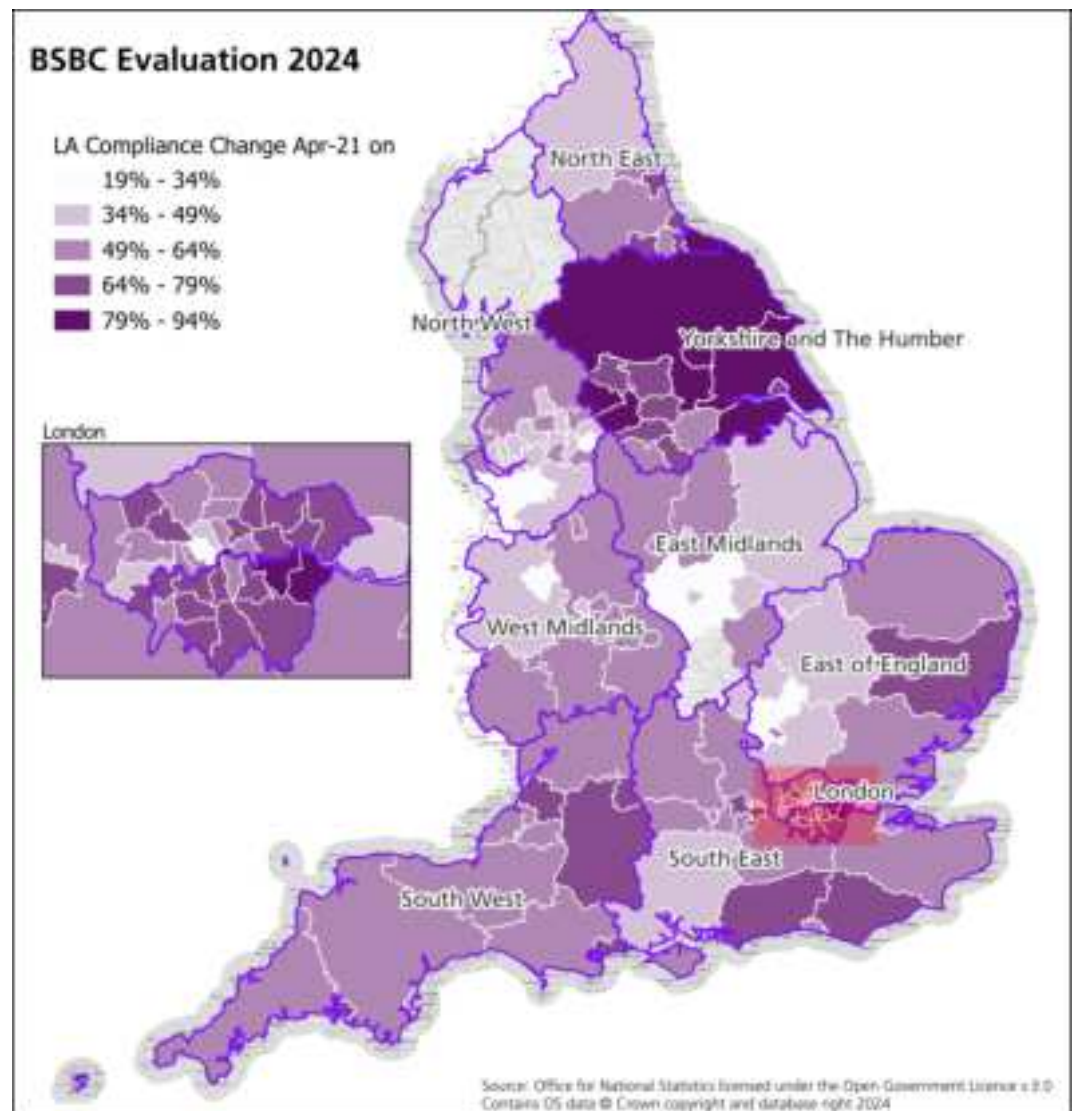 BSBC Evaluation 2024
LA Compliance Change Apr-21 on
19% - 34%
34% - 49%
49% - 64%
64% - 79%
79% - 94%
North East
North West
Yorkshire and The Humber
London
East Midlands
West Midlands
East of England
London
South East
South West
Source: Office for National Statistics licensed under the Open Government Licence v.3.0
Contains OS data © Crown copyright and database right 2024